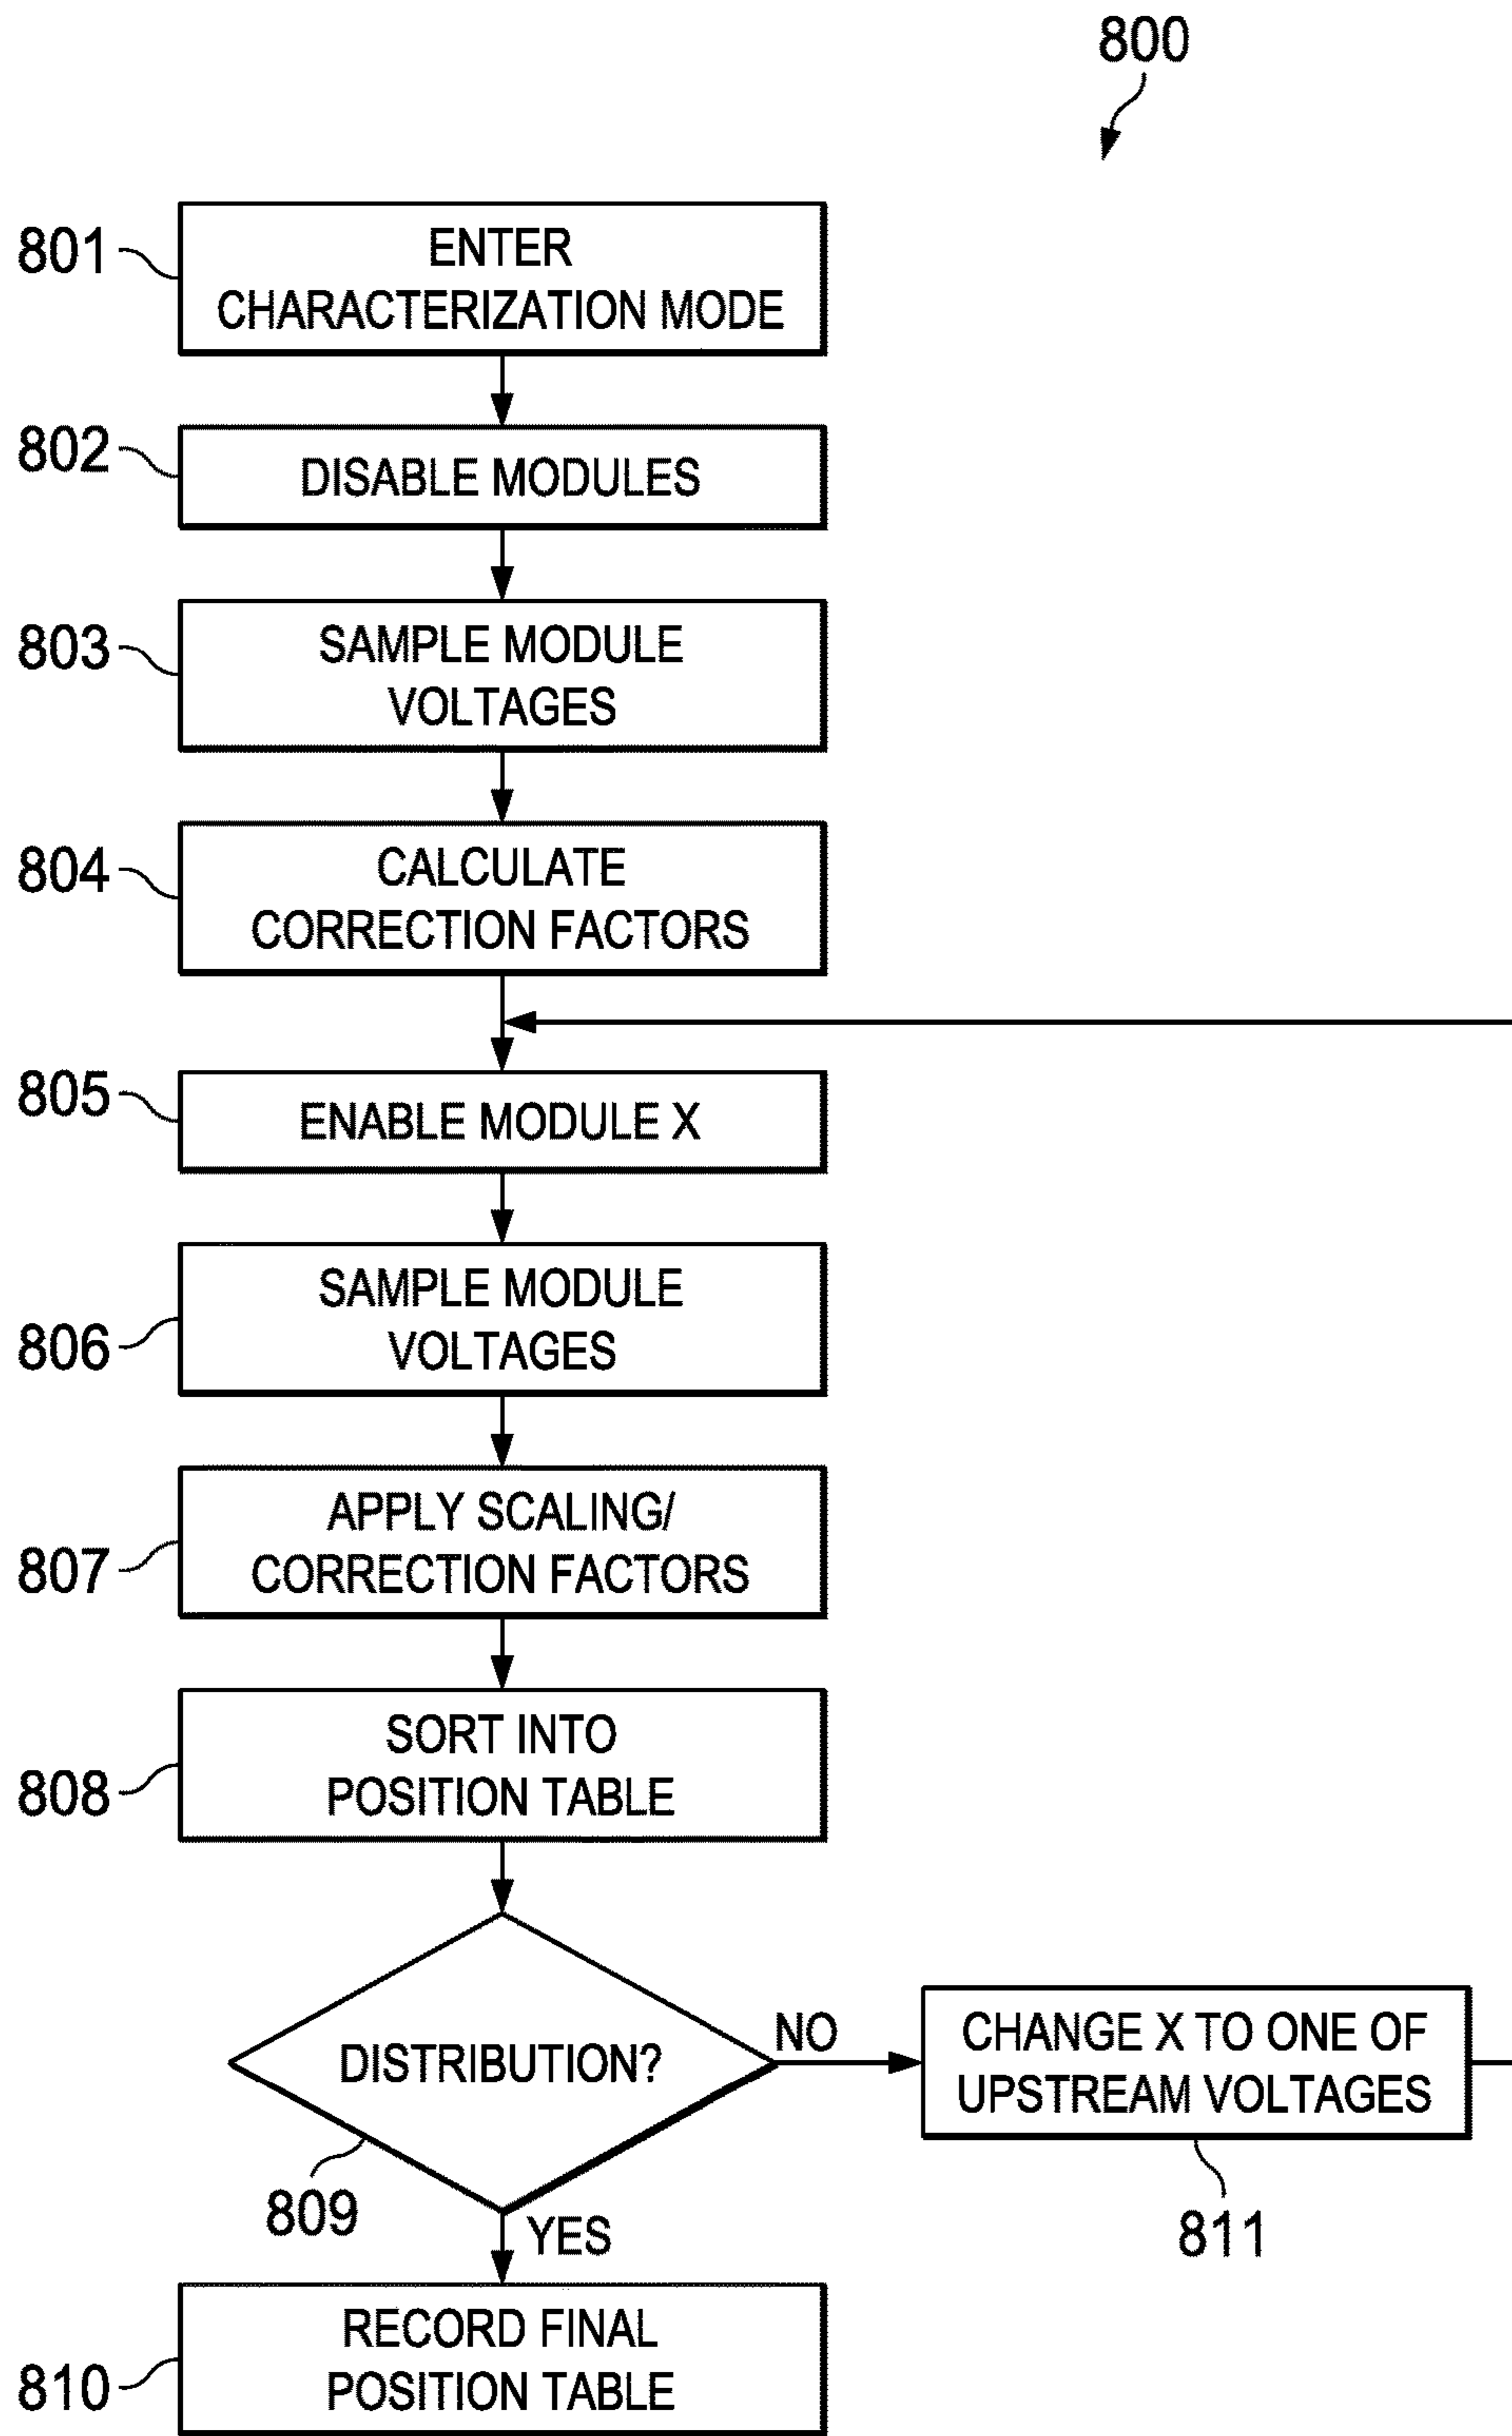 800
801
ENTER
CHARACTERIZATION MODE
802
DISABLE MODULES
803
SAMPLE MODULE
VOLTAGES
804
CALCULATE
CORRECTION FACTORS
805
ENABLE MODULE X
806
SAMPLE MODULE
VOLTAGES
807
APPLY SCALING/
CORRECTION FACTORS
808
SORT INTO
POSITION TABLE
809
DISTRIBUTION?
NO
CHANGE X TO ONE OF
UPSTREAM VOLTAGES
811
YES
810
RECORD FINAL
POSITION TABLE